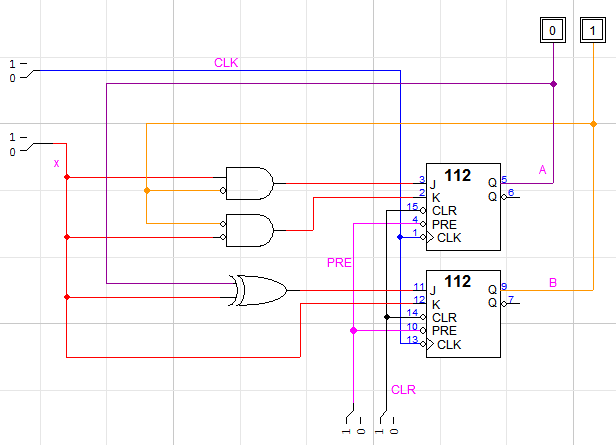 0 1
1
0
CLK
1
0
x
112
A
3 J Q 5
2 K Q 6
15 CLR
4 PRE
1 CLK
PRE
112
B
11 J Q 9
12 K Q 7
14 CLR
10 PRE
13 CLK
CLR
1 0 1 0